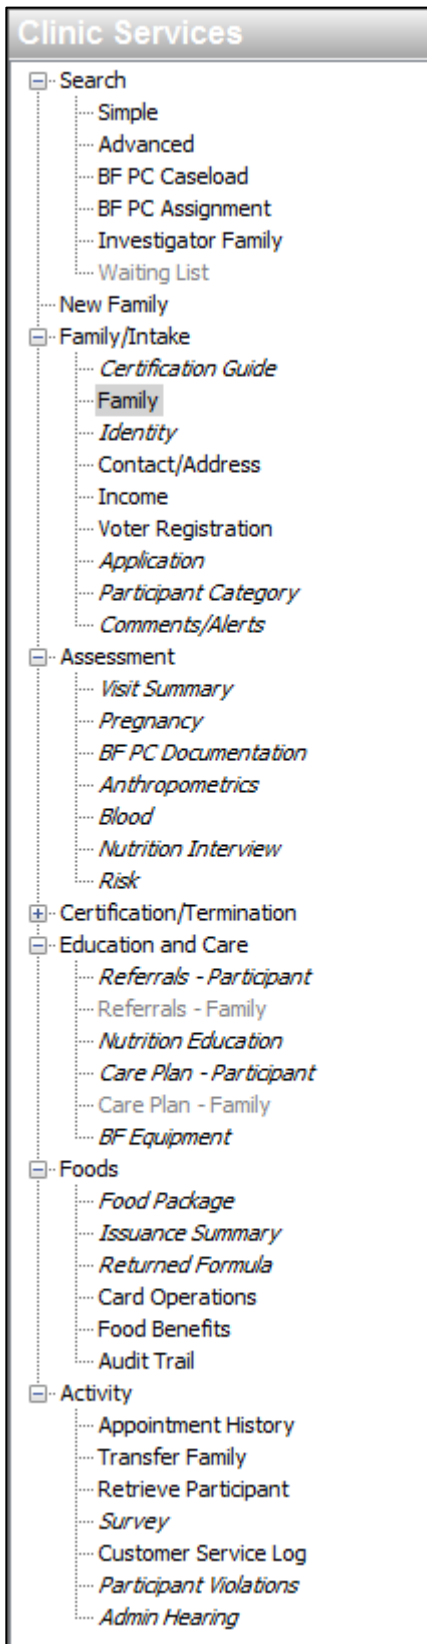 Clinic Services
Search
Simple
Advanced
BF PC Caseload
BF PC Assignment
Investigator Family
Waiting List
New Family
Family/Intake
Certification Guide
Family
Identity
Contact/Address
Income
Voter Registration
Application
Participant Category
Comments/Alerts
Assessment
Visit Summary
Pregnancy
BF PC Documentation
Anthropometrics
Blood
Nutrition Interview
Risk
Certification/Termination
Education and Care
Referrals - Participant
Referrals - Family
Nutrition Education
Care Plan - Participant
Care Plan - Family
BF Equipment
Foods
Food Package
Issuance Summary
Returned Formula
Card Operations
Food Benefits
Audit Trail
Activity
Appointment History
Transfer Family
Retrieve Participant
Survey
Customer Service Log
Participant Violations
Admin Hearing